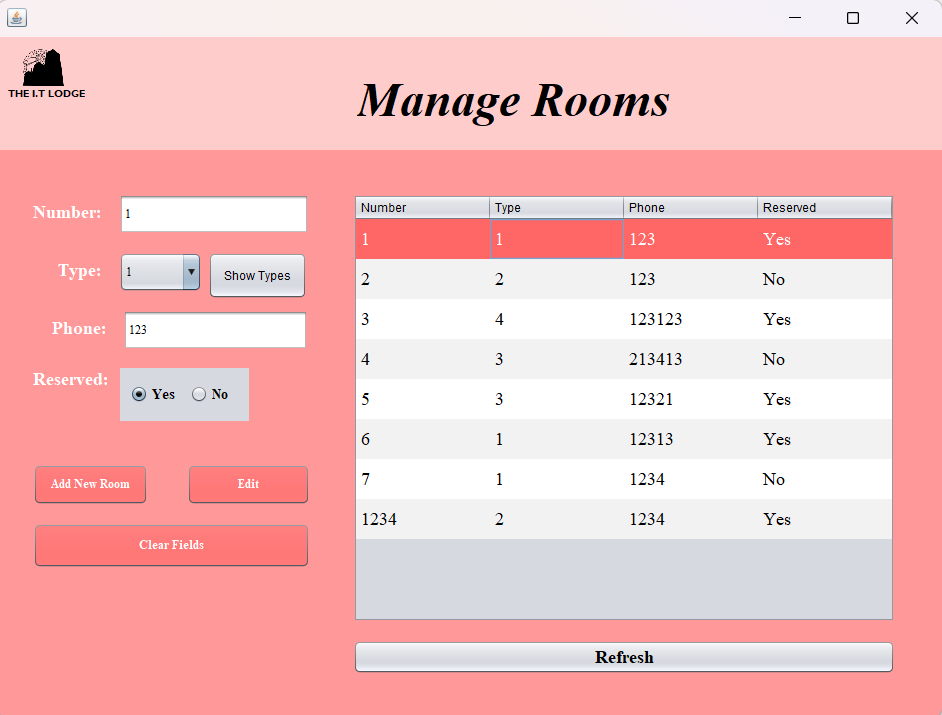 THE I.T LODGE
Manage Rooms
Number: 1
Type: 1 Show Types
Phone: 123
Reserved: Yes No
Add New Room Edit
Clear Fields
Number Type Phone Reserved
1 1 123 Yes
2 2 123 No
3 4 123123 Yes
4 3 213413 No
5 3 12321 Yes
6 1 12313 Yes
7 1 1234 No
1234 2 1234 Yes
Refresh